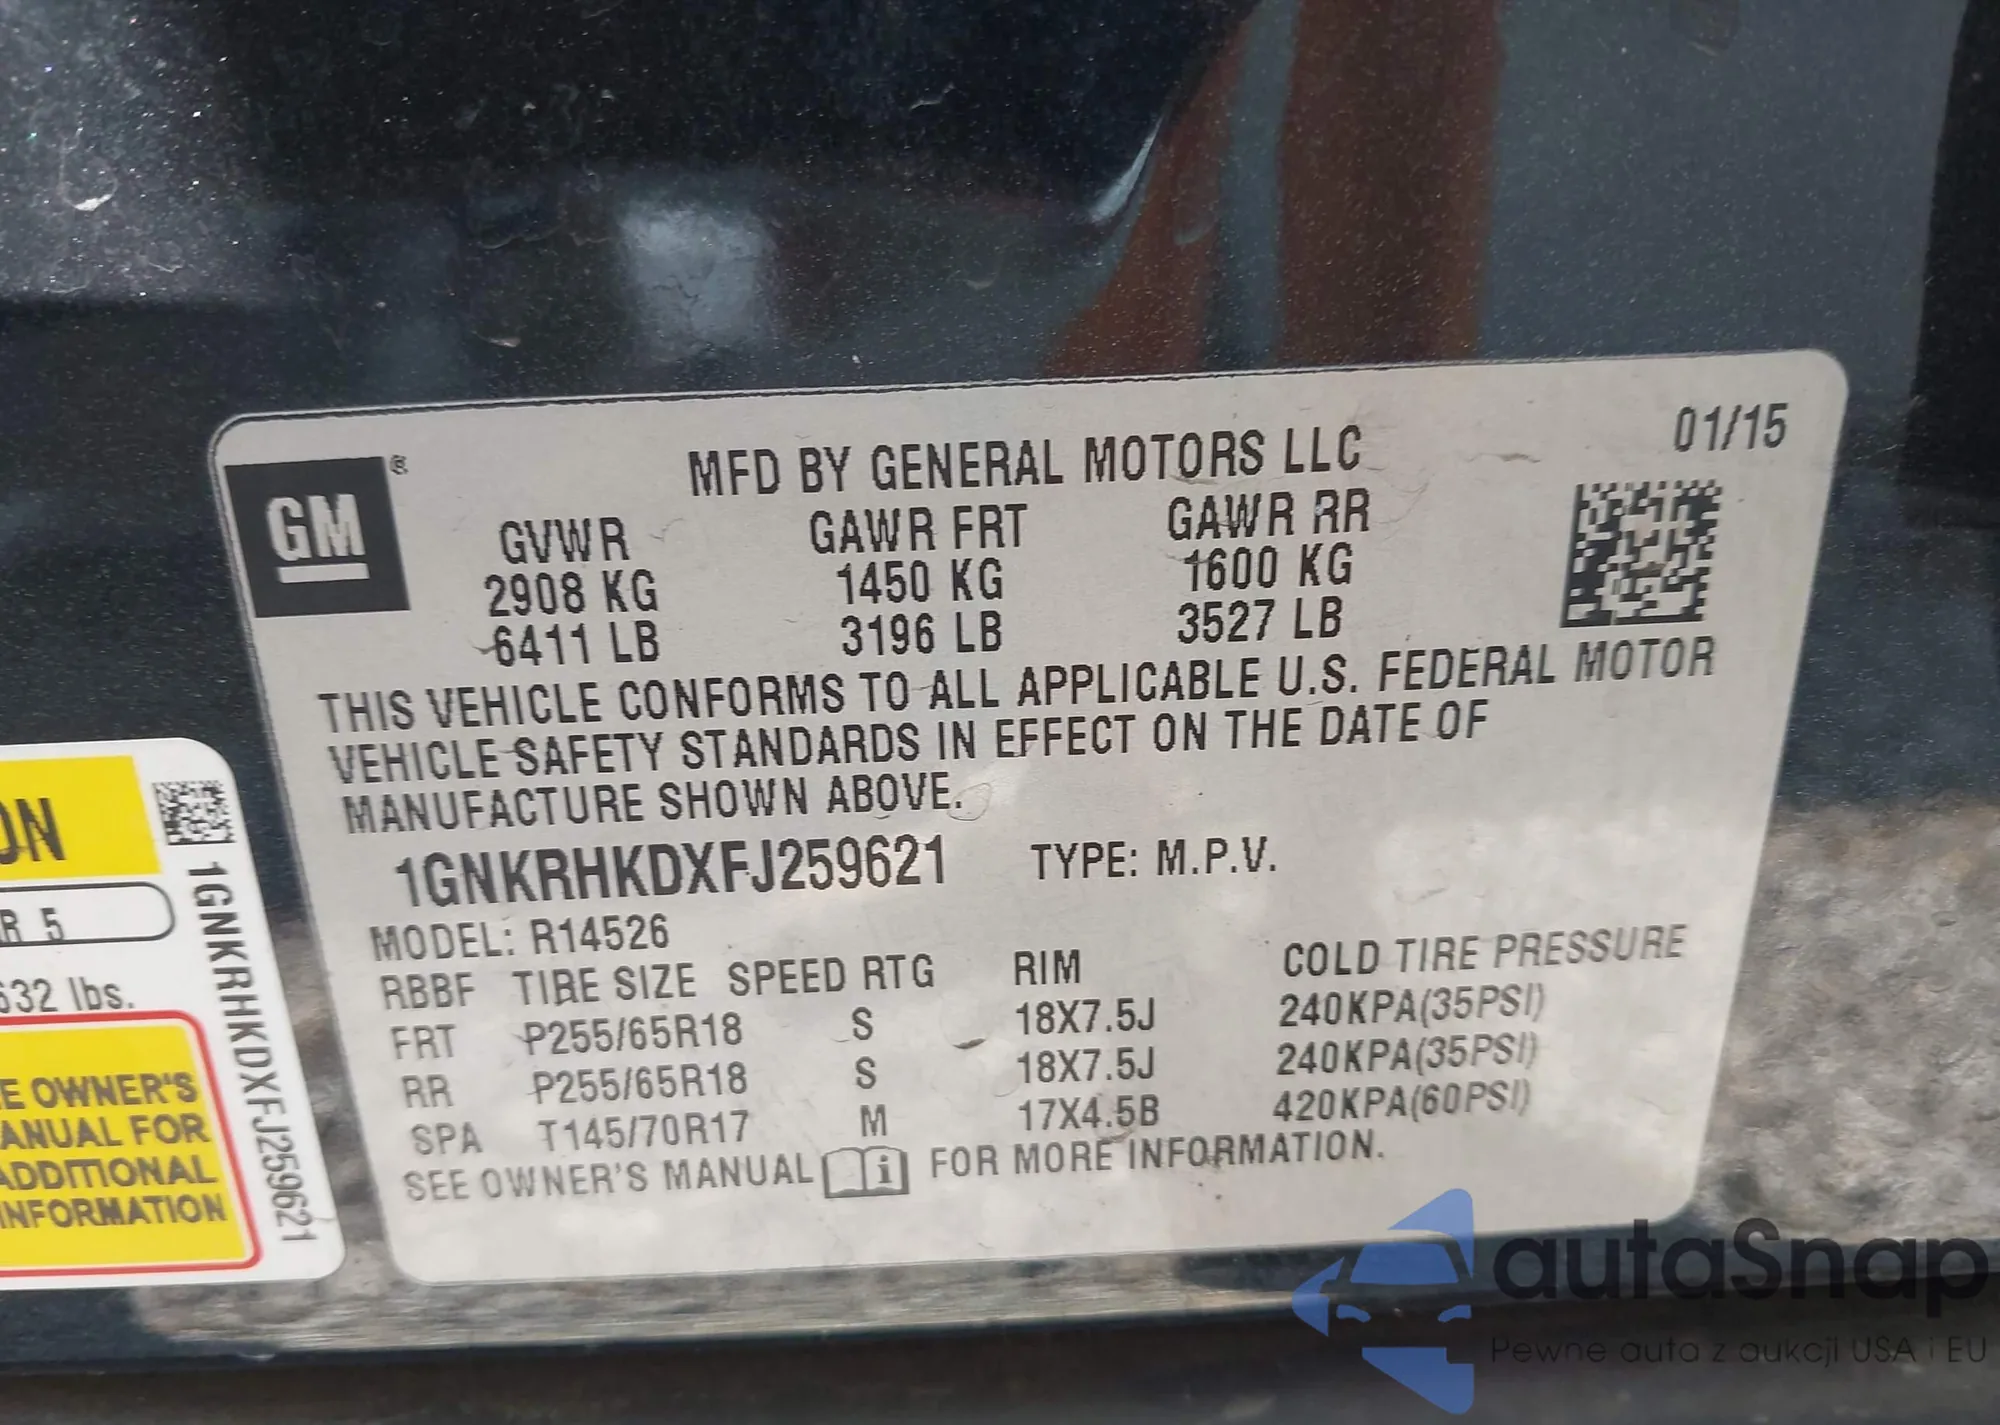 GM ®
MFD BY GENERAL MOTORS LLC
01/15
GVWR GAWR FRT GAWR RR
2908 KG 1450 KG 1600 KG
6411 LB 3196 LB 3527 LB
THIS VEHICLE CONFORMS TO ALL APPLICABLE U.S. FEDERAL MOTOR
VEHICLE SAFETY STANDARDS IN EFFECT ON THE DATE OF
MANUFACTURE SHOWN ABOVE.
1GNKRHKDXFJ259621 TYPE: M.P.V.
MODEL: R14526
RBBF TIRE SIZE SPEED RTG RIM COLD TIRE PRESSURE
FRT P255/65R18 S 18X7.5J 240KPA(35PSI)
RR P255/65R18 S 18X7.5J 240KPA(35PSI)
SPA T145/70R17 M 17X4.5B 420KPA(60PSI)
SEE OWNER'S MANUAL i FOR MORE INFORMATION.
ON
R 5
632 lbs.
E OWNER'S
ANUAL FOR
ADDITIONAL
INFORMATION
1GNKRHKDXFJ259621
autaSnap
Pewne auta z aukcji USA i EU